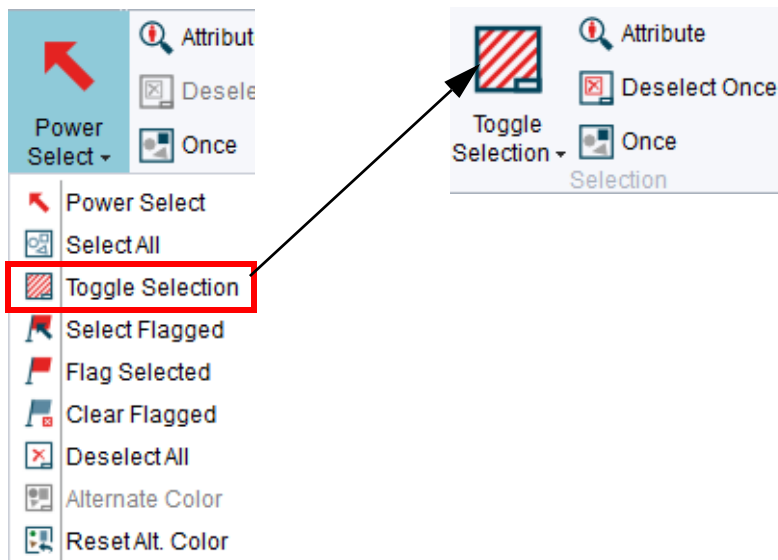 Attribut
Desele
Power
Select
Once
Power Select
Select All
Toggle Selection
Select Flagged
Flag Selected
Clear Flagged
Deselect All
Alternate Color
Reset Alt. Color
Attribute
Deselect Once
Toggle
Selection
Once
Selection